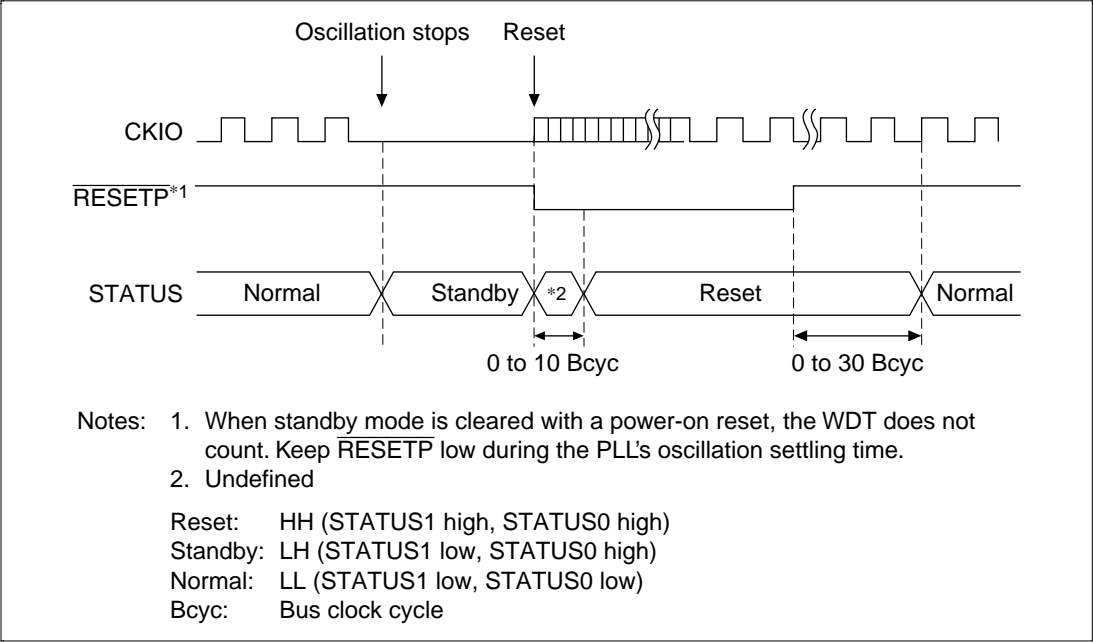 Oscillation stops Reset
CKIO
RESETP*1
STATUS Normal Standby *2 Reset Normal
0 to 10 Bcyc 0 to 30 Bcyc
Notes: 1. When standby mode is cleared with a power-on reset, the WDT does not
count. Keep RESETP low during the PLL's oscillation settling time.
2. Undefined
Reset: HH (STATUS1 high, STATUS0 high)
Standby: LH (STATUS1 low, STATUS0 high)
Normal: LL (STATUS1 low, STATUS0 low)
Bcyc: Bus clock cycle